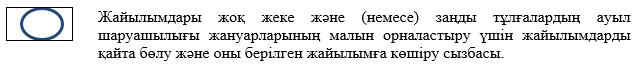 Жайылымдары жоқ жеке және (немесе) заңды тұлғалардың ауыл
шаруашылығы жануарларының малын орналастыру үшін жайылымдарды
қайта бөлу және оны берілген жайылымға көшіру сызбасы.